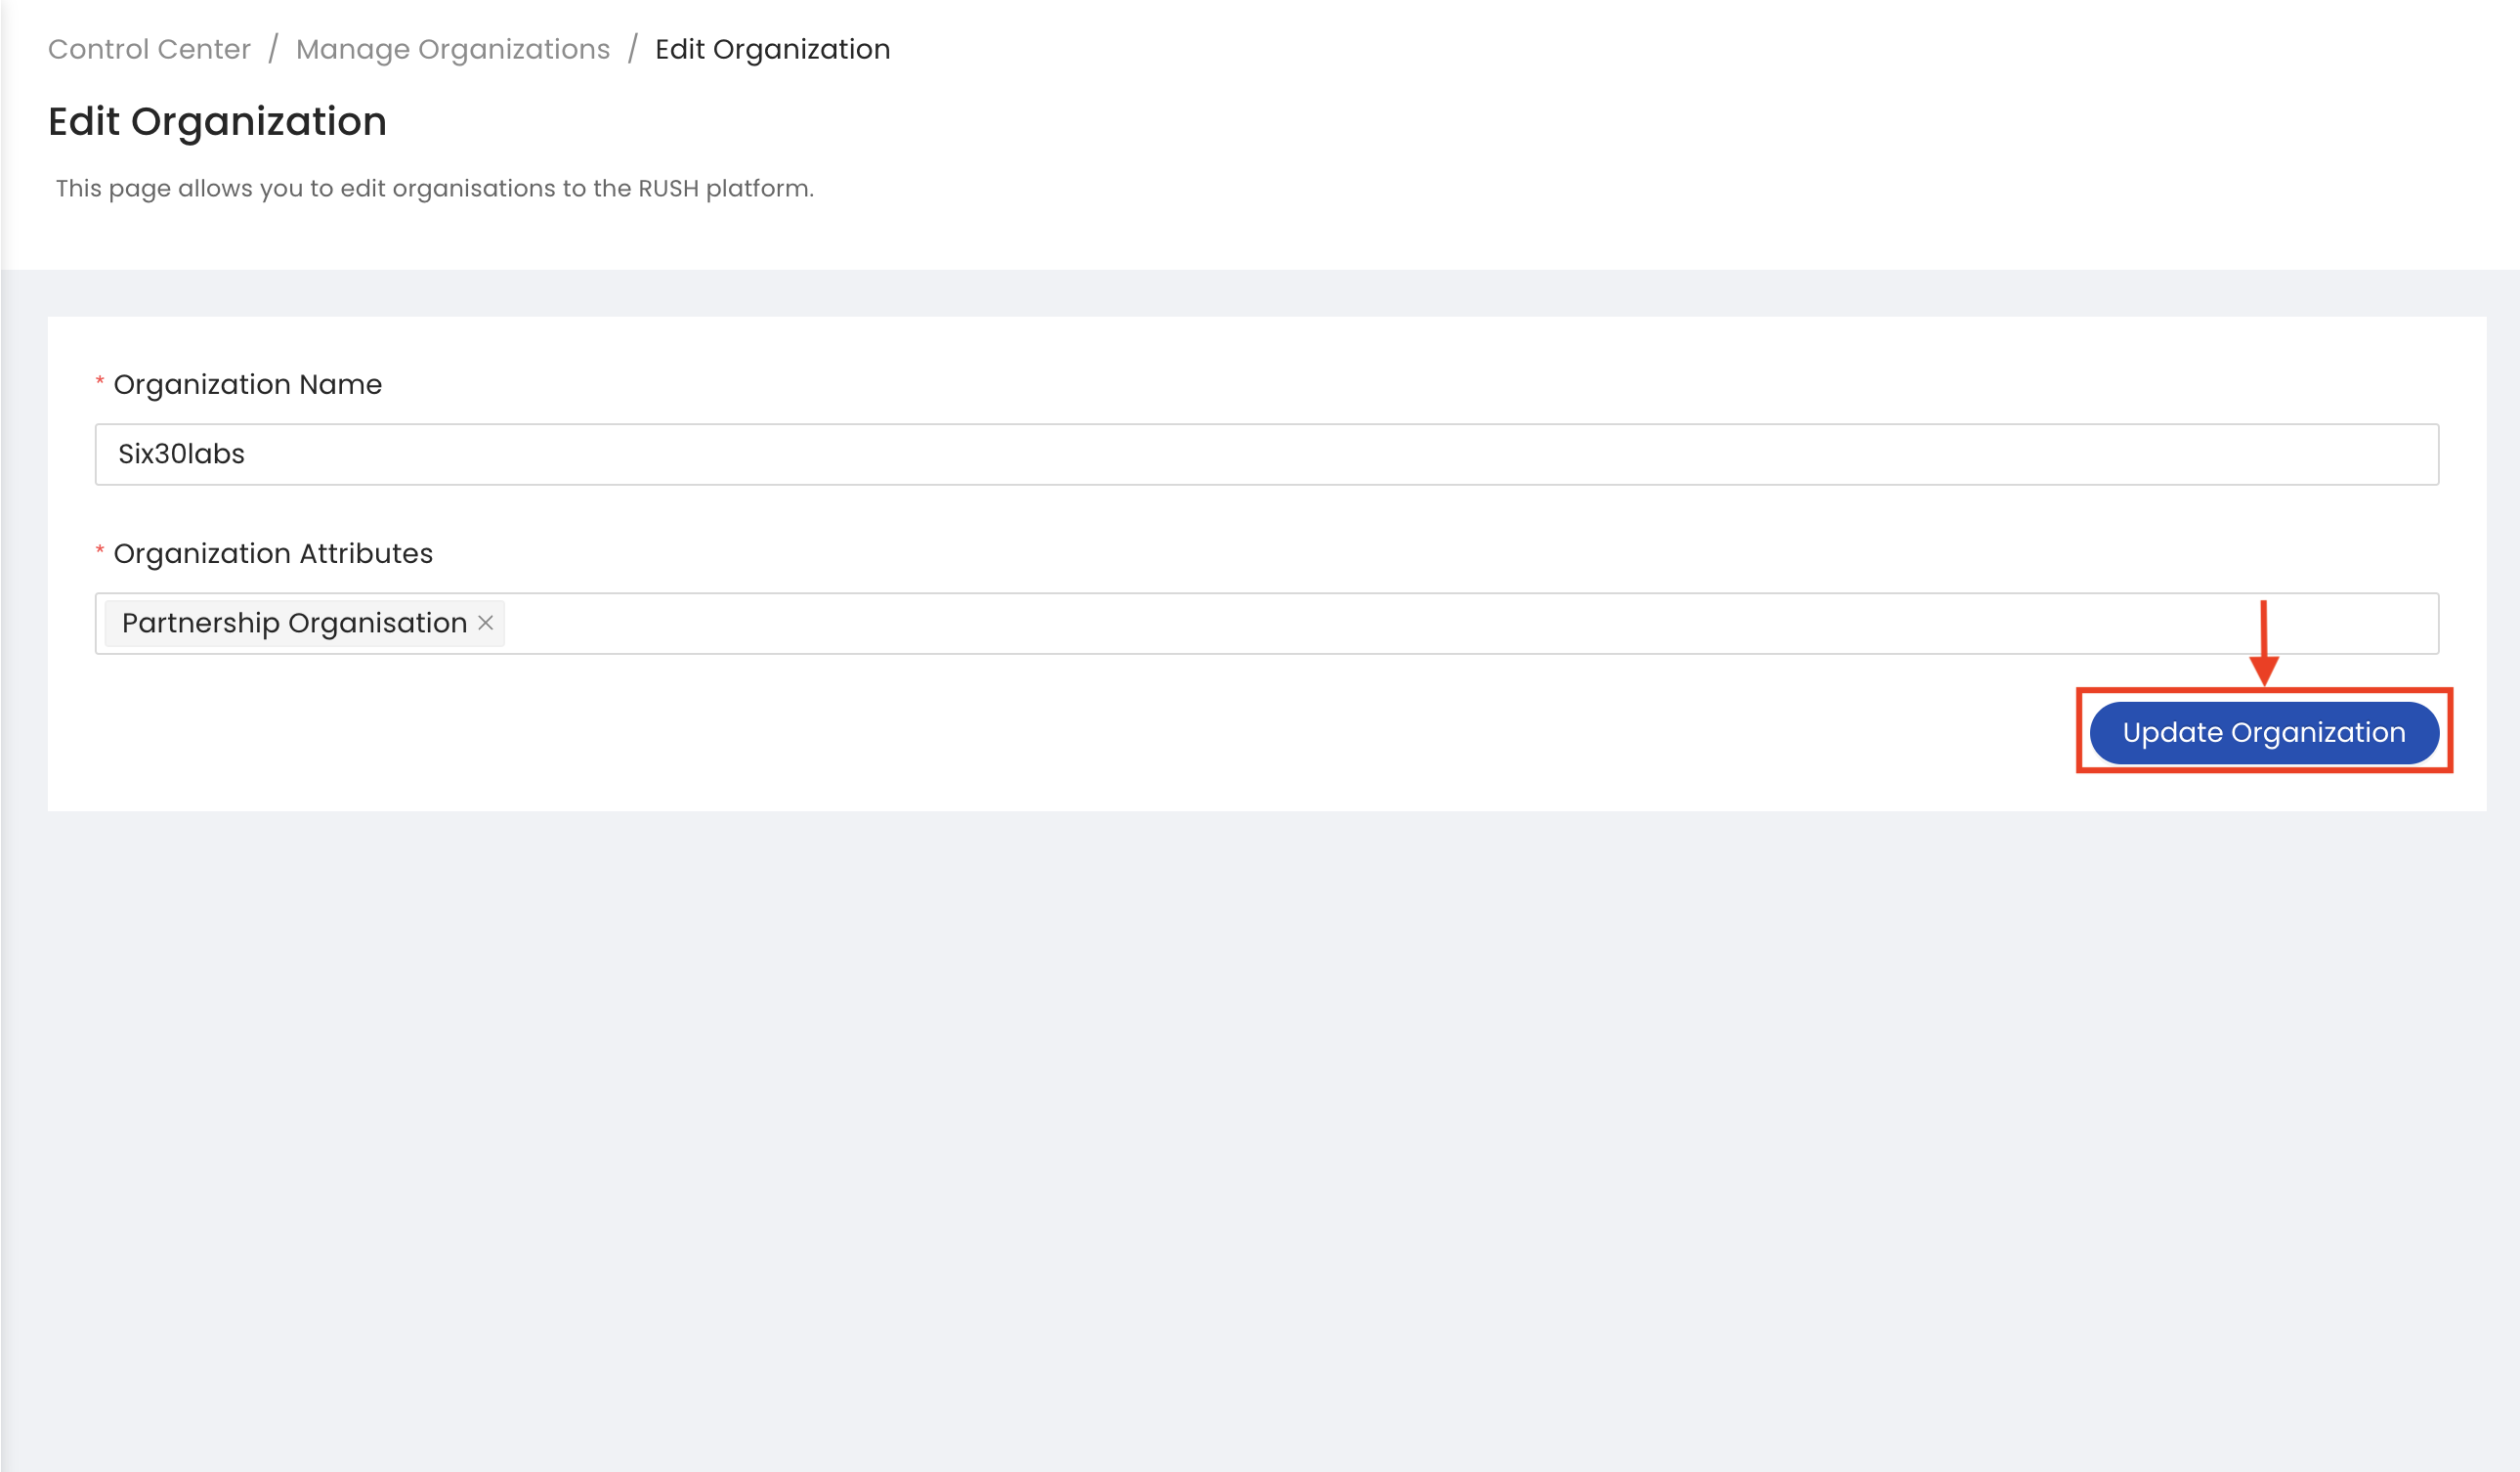 Control Center / Manage Organizations / Edit Organization
Edit Organization
This page allows you to edit organisations to the RUSH platform.
* Organization Name
Six30labs
* Organization Attributes
Partnership Organisation
Update Organization